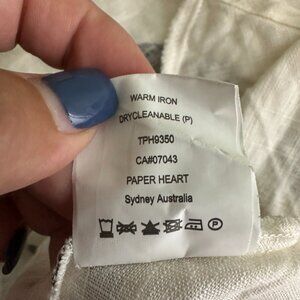 WARM IRON
DRYCLEANABLE (P)
TPH9350
CA#07043
PAPER HEART
Sydney Australia
P